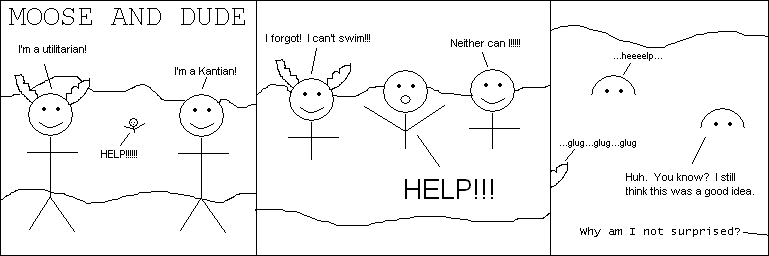 MOOSE AND DUDE
I'm a utilitarian!
I'm a Kantian!
HELP!!!!!!
I forgot!  I can't swim!!!
Neither can I!!!!!
HELP!!!
...heeeelp...
...glug...glug...glug
Huh.  You know?  I still
think this was a good idea.
Why am I not surprised?